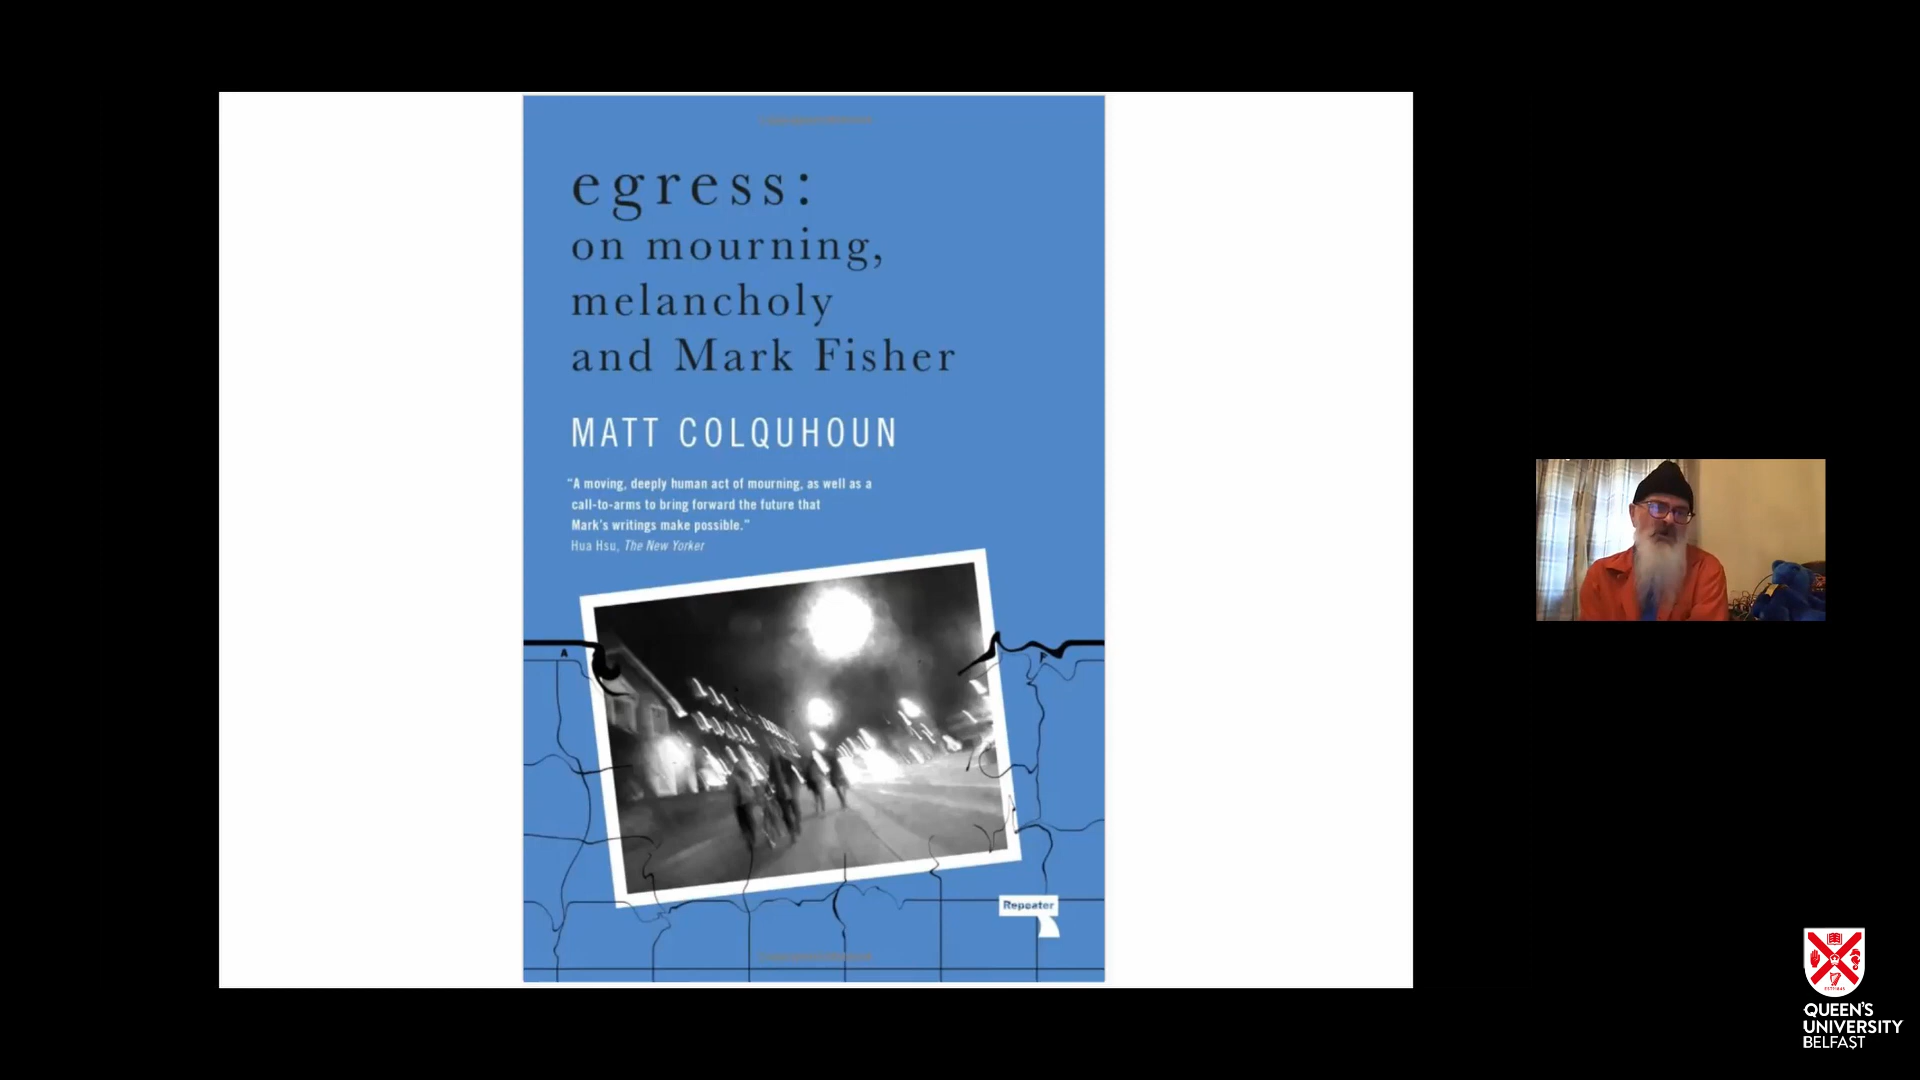 egress:
on mourning,
melancholy
and Mark Fisher
MATT COLQUHOUN
“A moving, deeply human act of mourning, as well as a
call-to-arms to bring forward the future that
Mark's writings make possible.”
Hua Hsu, The New Yorker
A
Repeater
QUEEN'S
UNIVERSITY
BELFAST